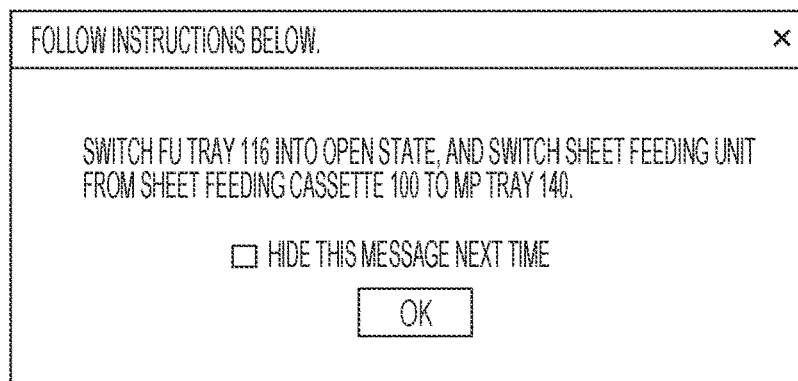 FOLLOW INSTRUCTIONS BELOW.
×
SWITCH FU TRAY 116 INTO OPEN STATE, AND SWITCH SHEET FEEDING UNIT
FROM SHEET FEEDING CASSETTE 100 TO MP TRAY 140.
HIDE THIS MESSAGE NEXT TIME
OK